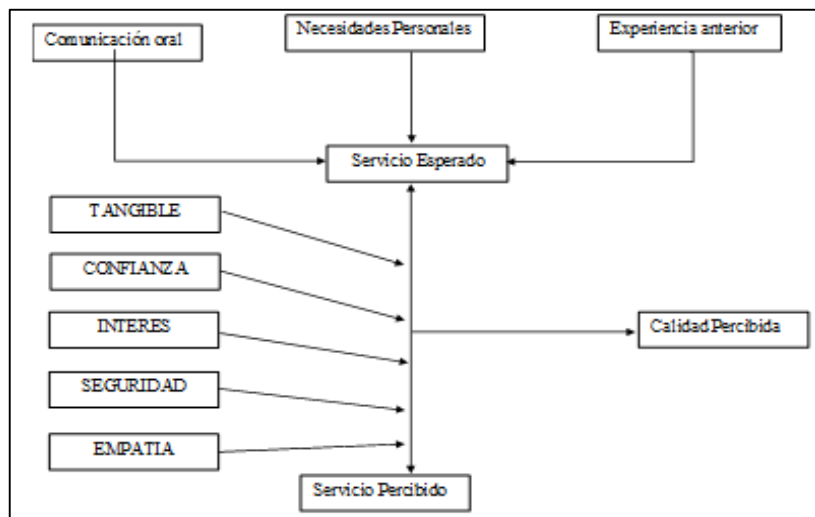 Comunicación oral
Necesidades Personales
Experiencia anterior
Servicio Esperado
TANGIBLE
CONFIANZA
INTERES
Calidad Percibida
SEGURIDAD
EMPATIA
Servicio Percibido